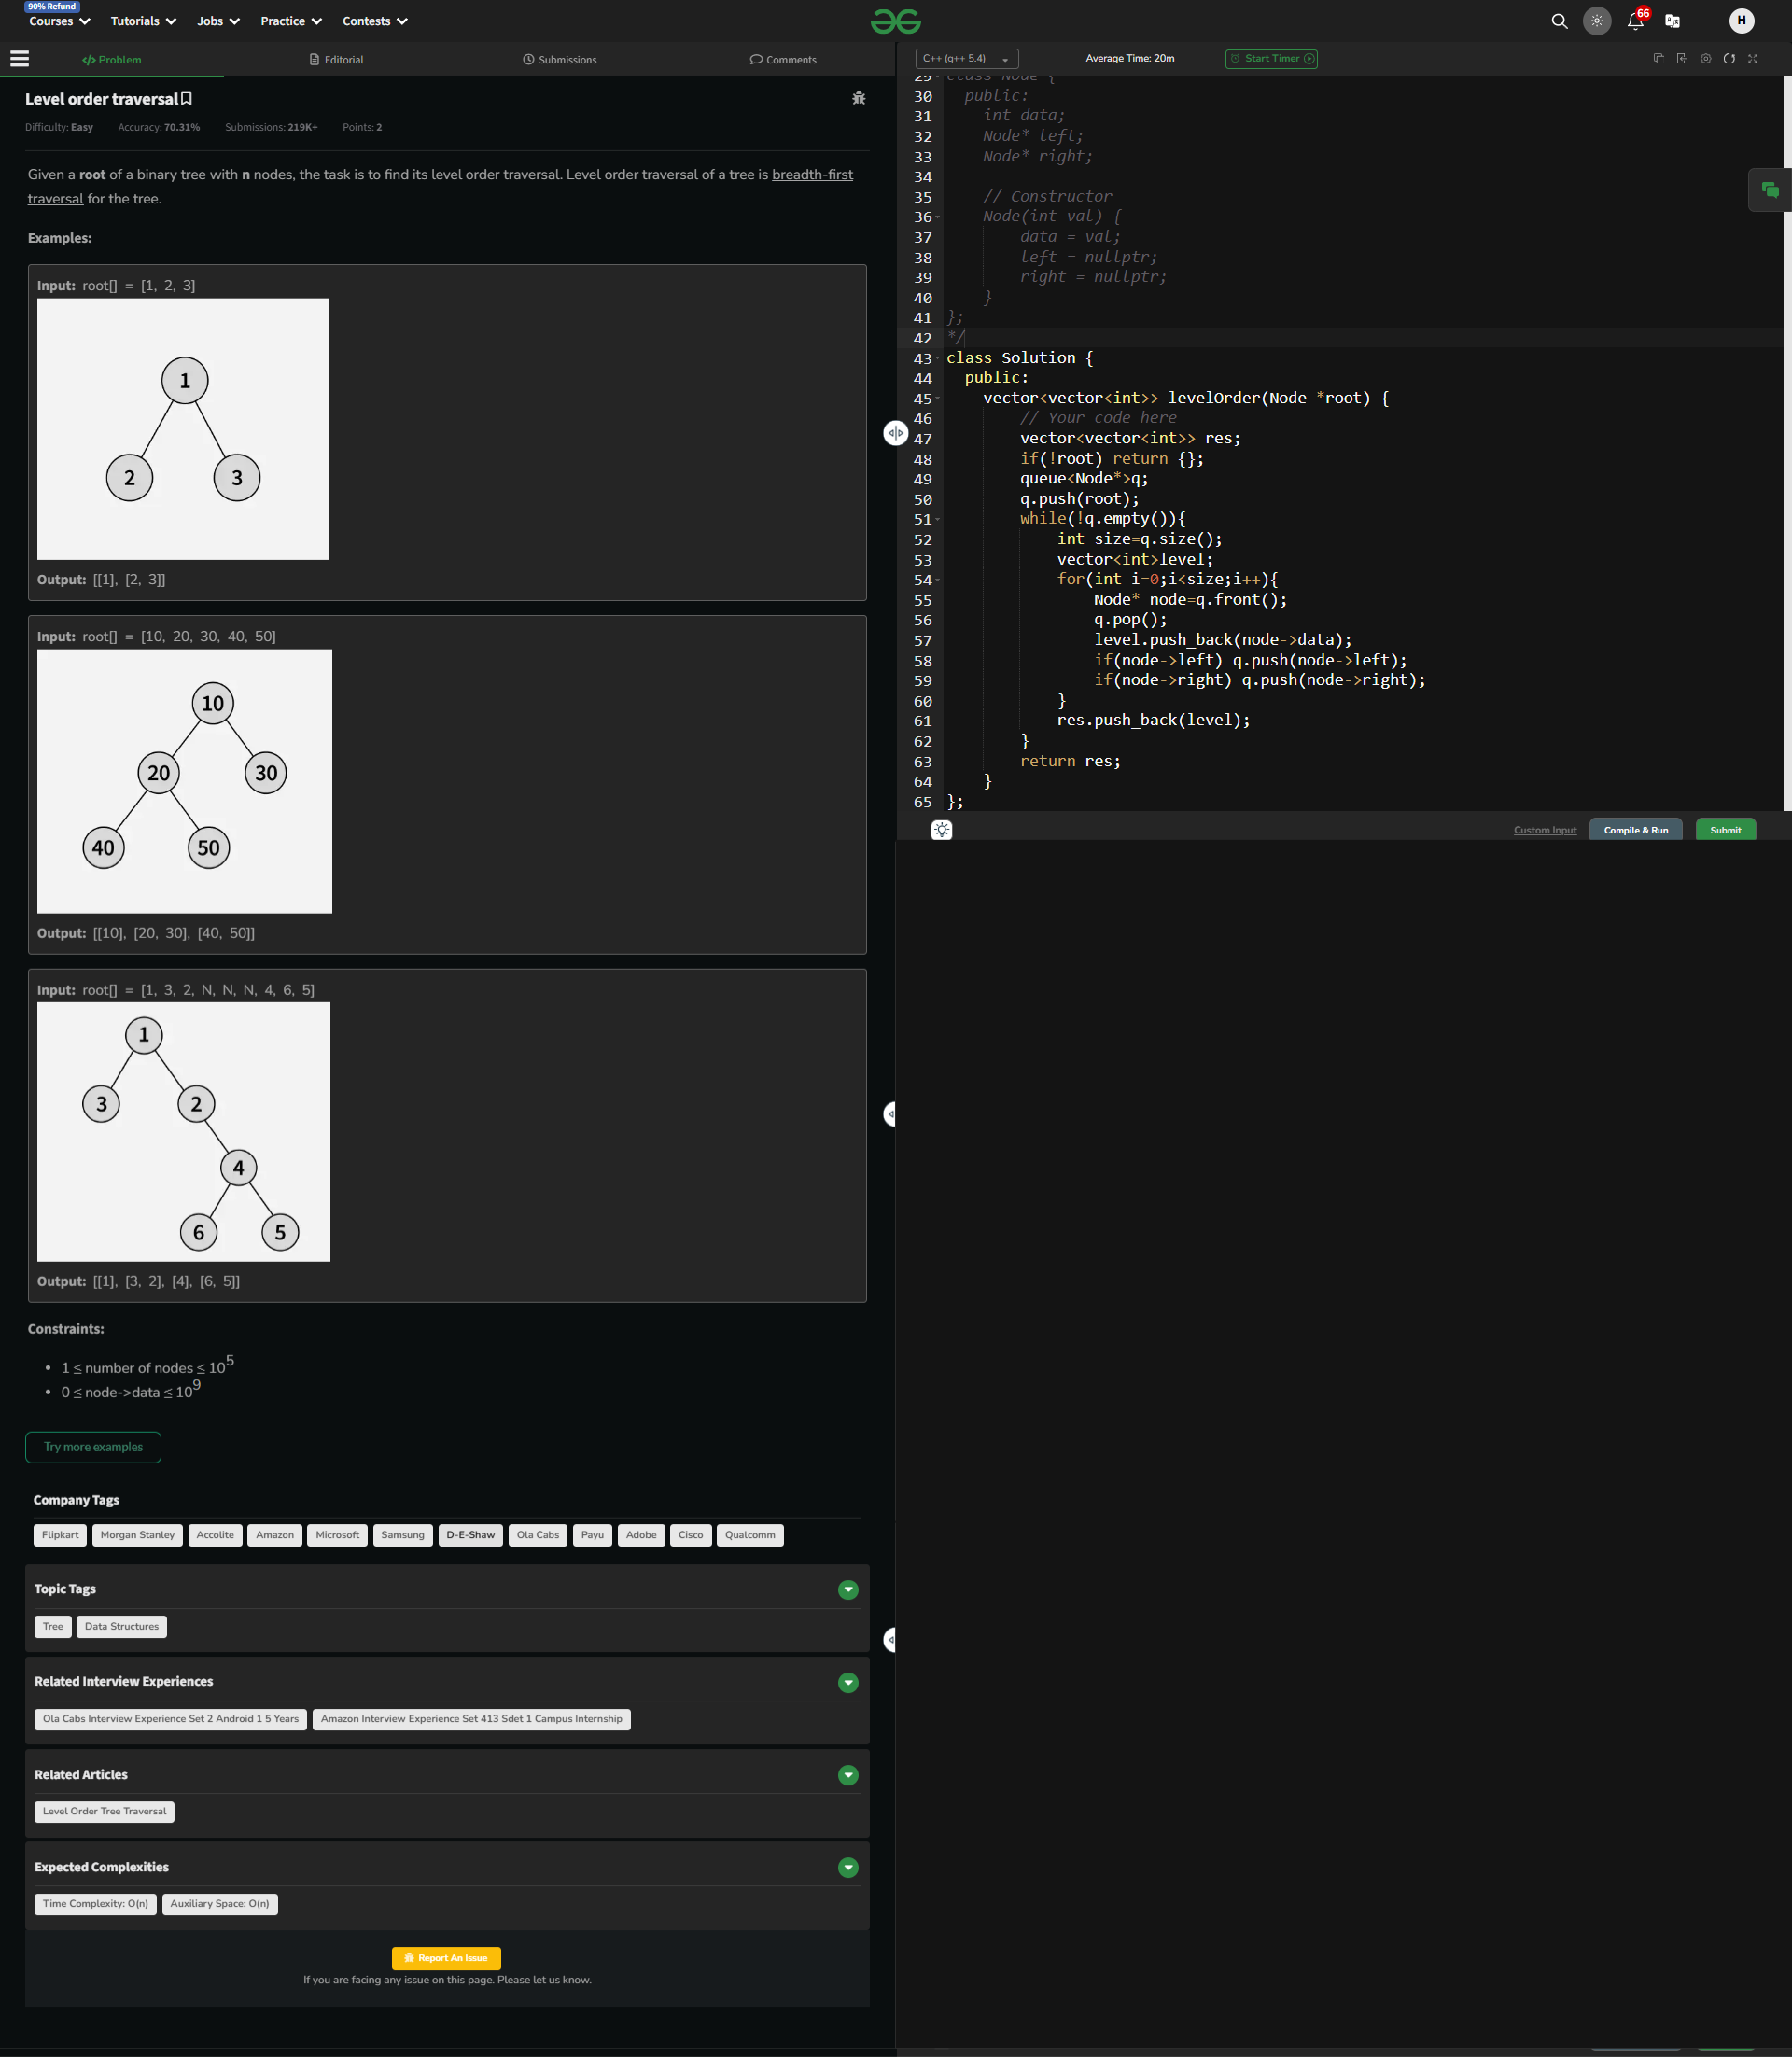 90% Refund
Courses Tutorials Jobs Practice Contests
66
H
Problem Editorial Submissions Comments
Level order traversal
Difficulty: Easy Accuracy: 70.31% Submissions: 219K+ Points: 2
Given a root of a binary tree with n nodes, the task is to find its level order traversal. Level order traversal of a tree is breadth-first
traversal for the tree.
Examples:
Input: root[] = [1, 2, 3]
1
2 3
Output: [[1], [2, 3]]
Input: root[] = [10, 20, 30, 40, 50]
10
20 30
40 50
Output: [[10], [20, 30], [40, 50]]
Input: root[] = [1, 3, 2, N, N, N, 4, 6, 5]
1
3 2
4
6 5
Output: [[1], [3, 2], [4], [6, 5]]
Constraints:
• 1 ≤ number of nodes ≤ 10^5
• 0 ≤ node->data ≤ 10^9
Try more examples
Company Tags
Flipkart Morgan Stanley Accolite Amazon Microsoft Samsung D-E-Shaw Ola Cabs Payu Adobe Cisco Qualcomm
Topic Tags
Tree Data Structures
Related Interview Experiences
Ola Cabs Interview Experience Set 2 Android 1 5 Years Amazon Interview Experience Set 413 Sdet 1 Campus Internship
Related Articles
Level Order Tree Traversal
Expected Complexities
Time Complexity: O(n) Auxiliary Space: O(n)
Report An Issue
If you are facing any issue on this page. Please let us know.
C++ (g++ 5.4) Average Time: 20m Start Timer
29 class Node {
30 public:
31 int data;
32 Node* left;
33 Node* right;
34
35 // Constructor
36 Node(int val) {
37 data = val;
38 left = nullptr;
39 right = nullptr;
40 }
41 };
42 */
43 class Solution {
44 public:
45 vector<vector<int>> levelOrder(Node *root) {
46 // Your code here
47 vector<vector<int>> res;
48 if(!root) return {};
49 queue<Node*>q;
50 q.push(root);
51 while(!q.empty()){
52 int size=q.size();
53 vector<int>level;
54 for(int i=0;i<size;i++){
55 Node* node=q.front();
56 q.pop();
57 level.push_back(node->data);
58 if(node->left) q.push(node->left);
59 if(node->right) q.push(node->right);
60 }
61 res.push_back(level);
62 }
63 return res;
64 }
65 };
Custom Input Compile & Run Submit